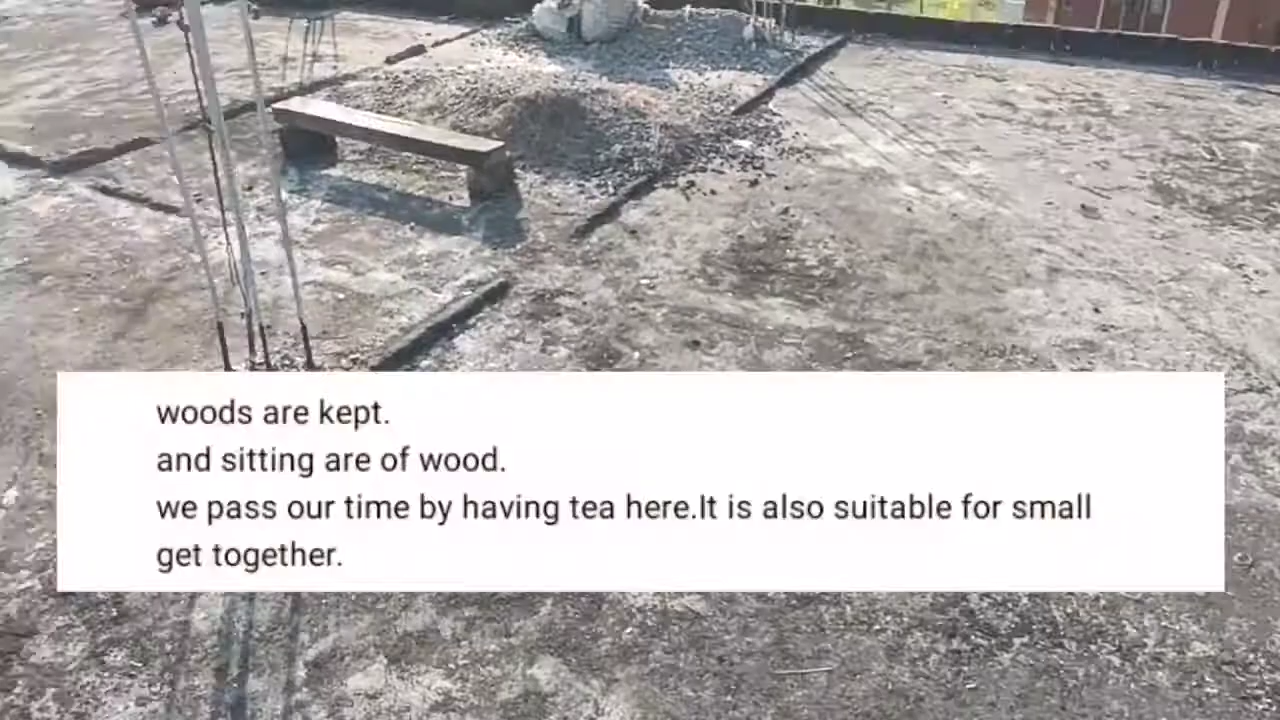 woods are kept.
and sitting are of wood.
we pass our time by having tea here.It is also suitable for small
get together.